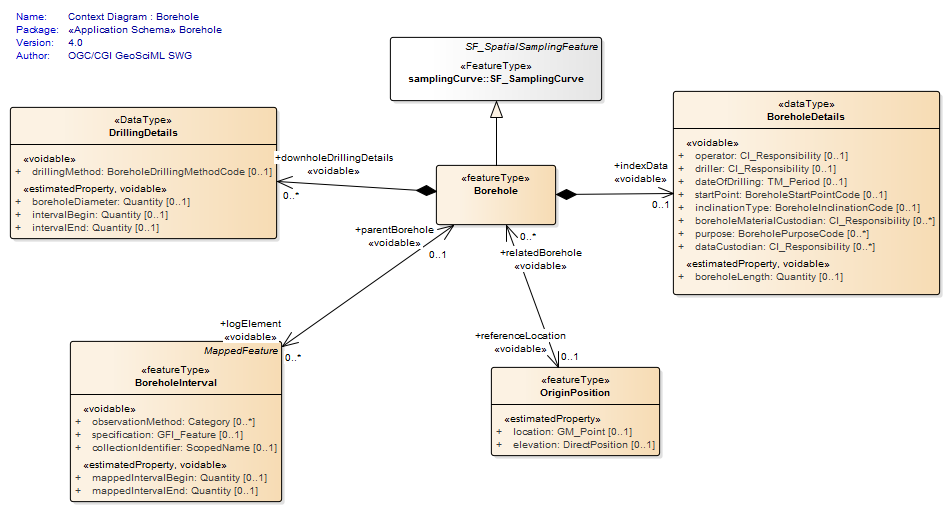 Name: Context Diagram : Borehole
Package: «Application Schema» Borehole
Version: 4.0
Author: OGC/CGI GeoSciML SWG
SF_SpatialSamplingFeature
«FeatureType»
samplingCurve::SF_SamplingCurve
«DataType»
DrillingDetails
«voidable»
+ drillingMethod: BoreholeDrillingMethodCode [0..1]
«estimatedProperty, voidable»
+ boreholeDiameter: Quantity [0..1]
+ intervalBegin: Quantity [0..1]
+ intervalEnd: Quantity [0..1]
+downholeDrillingDetails
«voidable»
0..*
«featureType»
Borehole
+indexData
«voidable»
0..1
«dataType»
BoreholeDetails
«voidable»
+ operator: CI_Responsibility [0..1]
+ driller: CI_Responsibility [0..1]
+ dateOfDrilling: TM_Period [0..1]
+ startPoint: BoreholeStartPointCode [0..1]
+ inclinationType: BoreholeInclinationCode [0..1]
+ boreholeMaterialCustodian: CI_Responsibility [0..*]
+ purpose: BoreholePurposeCode [0..*]
+ dataCustodian: CI_Responsibility [0..*]
«estimatedProperty, voidable»
+ boreholeLength: Quantity [0..1]
+parentBorehole
«voidable»
0..1
0..*
+relatedBorehole
«voidable»
+logElement
«voidable»
0..*
+referenceLocation
«voidable»
0..1
MappedFeature
«featureType»
BoreholeInterval
«voidable»
+ observationMethod: Category [0..*]
+ specification: GFI_Feature [0..1]
+ collectionIdentifier: ScopedName [0..1]
«estimatedProperty, voidable»
+ mappedIntervalBegin: Quantity [0..1]
+ mappedIntervalEnd: Quantity [0..1]
«featureType»
OriginPosition
«estimatedProperty»
+ location: GM_Point [0..1]
+ elevation: DirectPosition [0..1]